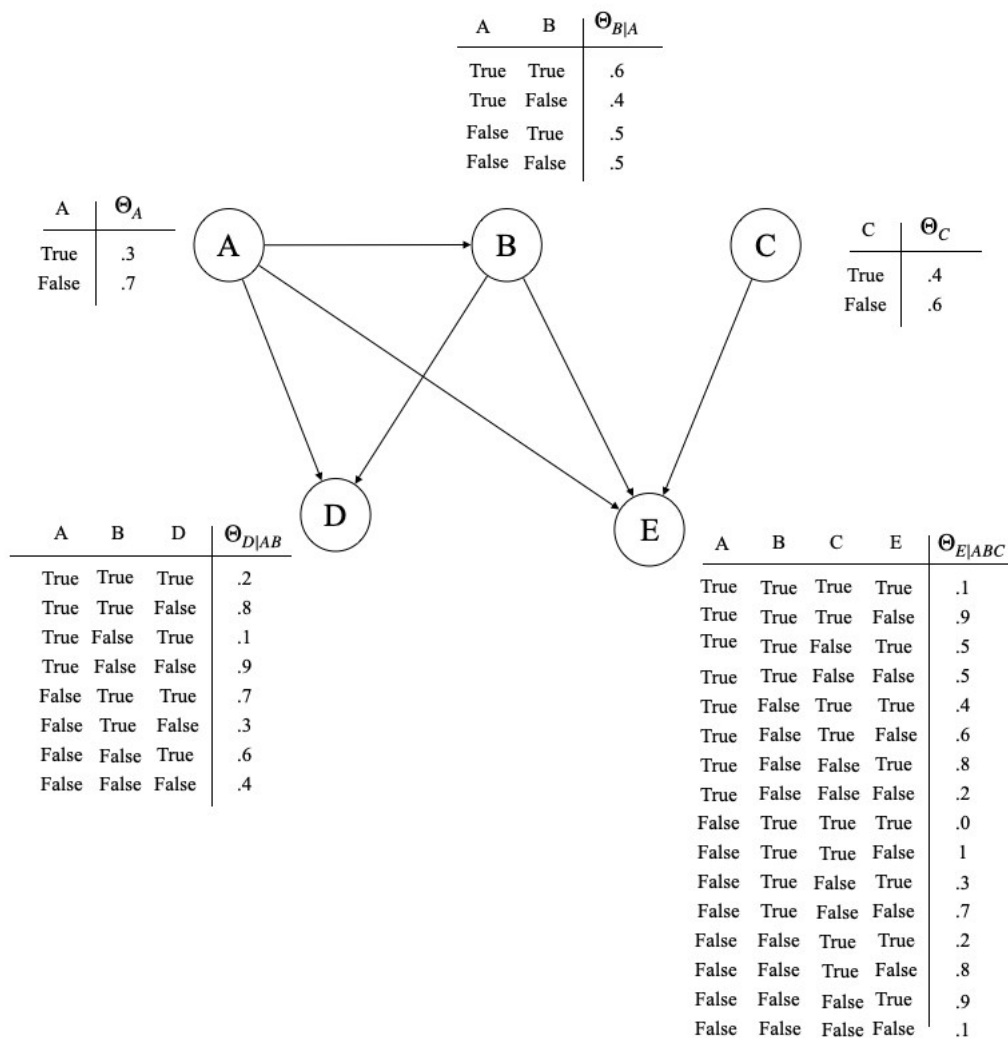 A B Θ_{B|A}
True True .6
True False .4
False True .5
False False .5
A Θ_A
True .3
False .7
A
B
C
C Θ_C
True .4
False .6
D
E
A B D Θ_{D|AB}
True True True .2
True True False .8
True False True .1
True False False .9
False True True .7
False True False .3
False False True .6
False False False .4
A B C E Θ_{E|ABC}
True True True True .1
True True True False .9
True True False True .5
True True False False .5
True False True True .4
True False True False .6
True False False True .8
True False False False .2
False True True True .0
False True True False 1
False True False True .3
False True False False .7
False False True True .2
False False True False .8
False False False True .9
False False False False .1